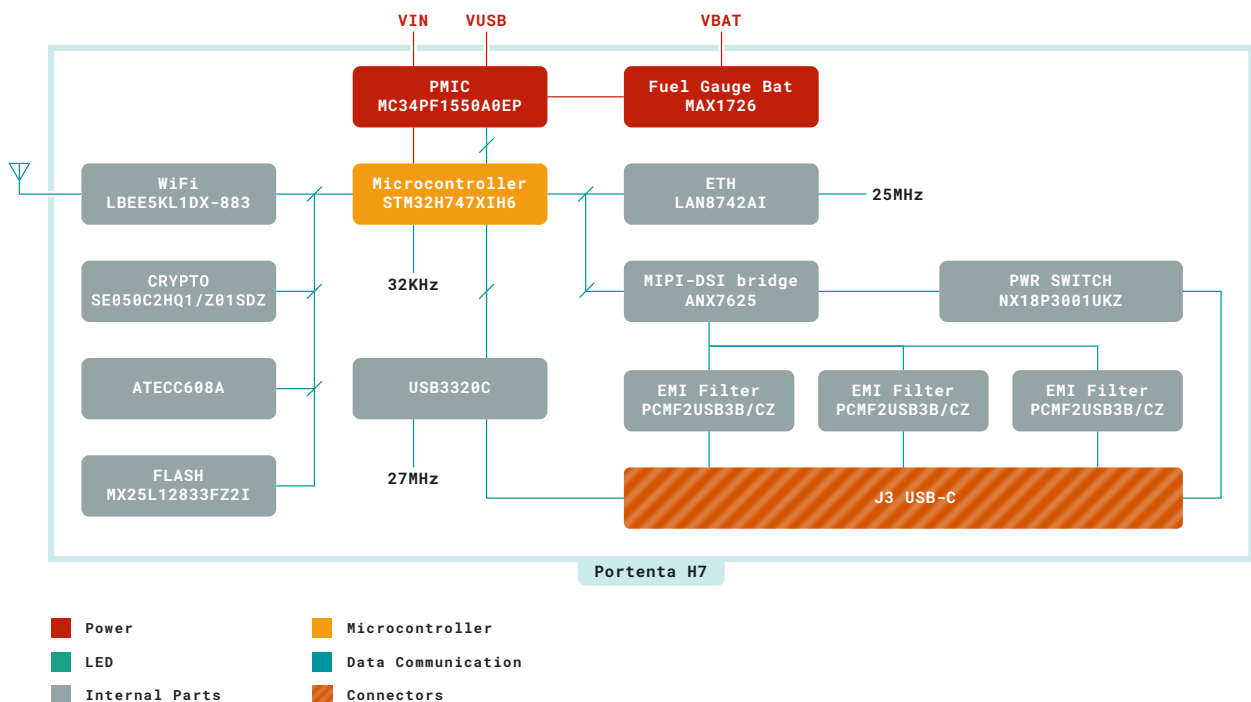 VIN VUSB VBAT
PMIC
MC34PF1550A0EP
Fuel Gauge Bat
MAX1726
WiFi
LBEE5KL1DX-883
Microcontroller
STM32H747XIH6
ETH
LAN8742AI
25MHz
CRYPTO
SE050C2HQ1/Z01SDZ
32KHz
MIPI-DSI bridge
ANX7625
PWR SWITCH
NX18P3001UKZ
ATECC608A
USB3320C
EMI Filter
PCMF2USB3B/CZ
EMI Filter
PCMF2USB3B/CZ
EMI Filter
PCMF2USB3B/CZ
FLASH
MX25L12833FZ2I
27MHz
J3 USB-C
Portenta H7
Power
Microcontroller
LED
Data Communication
Internal Parts
Connectors